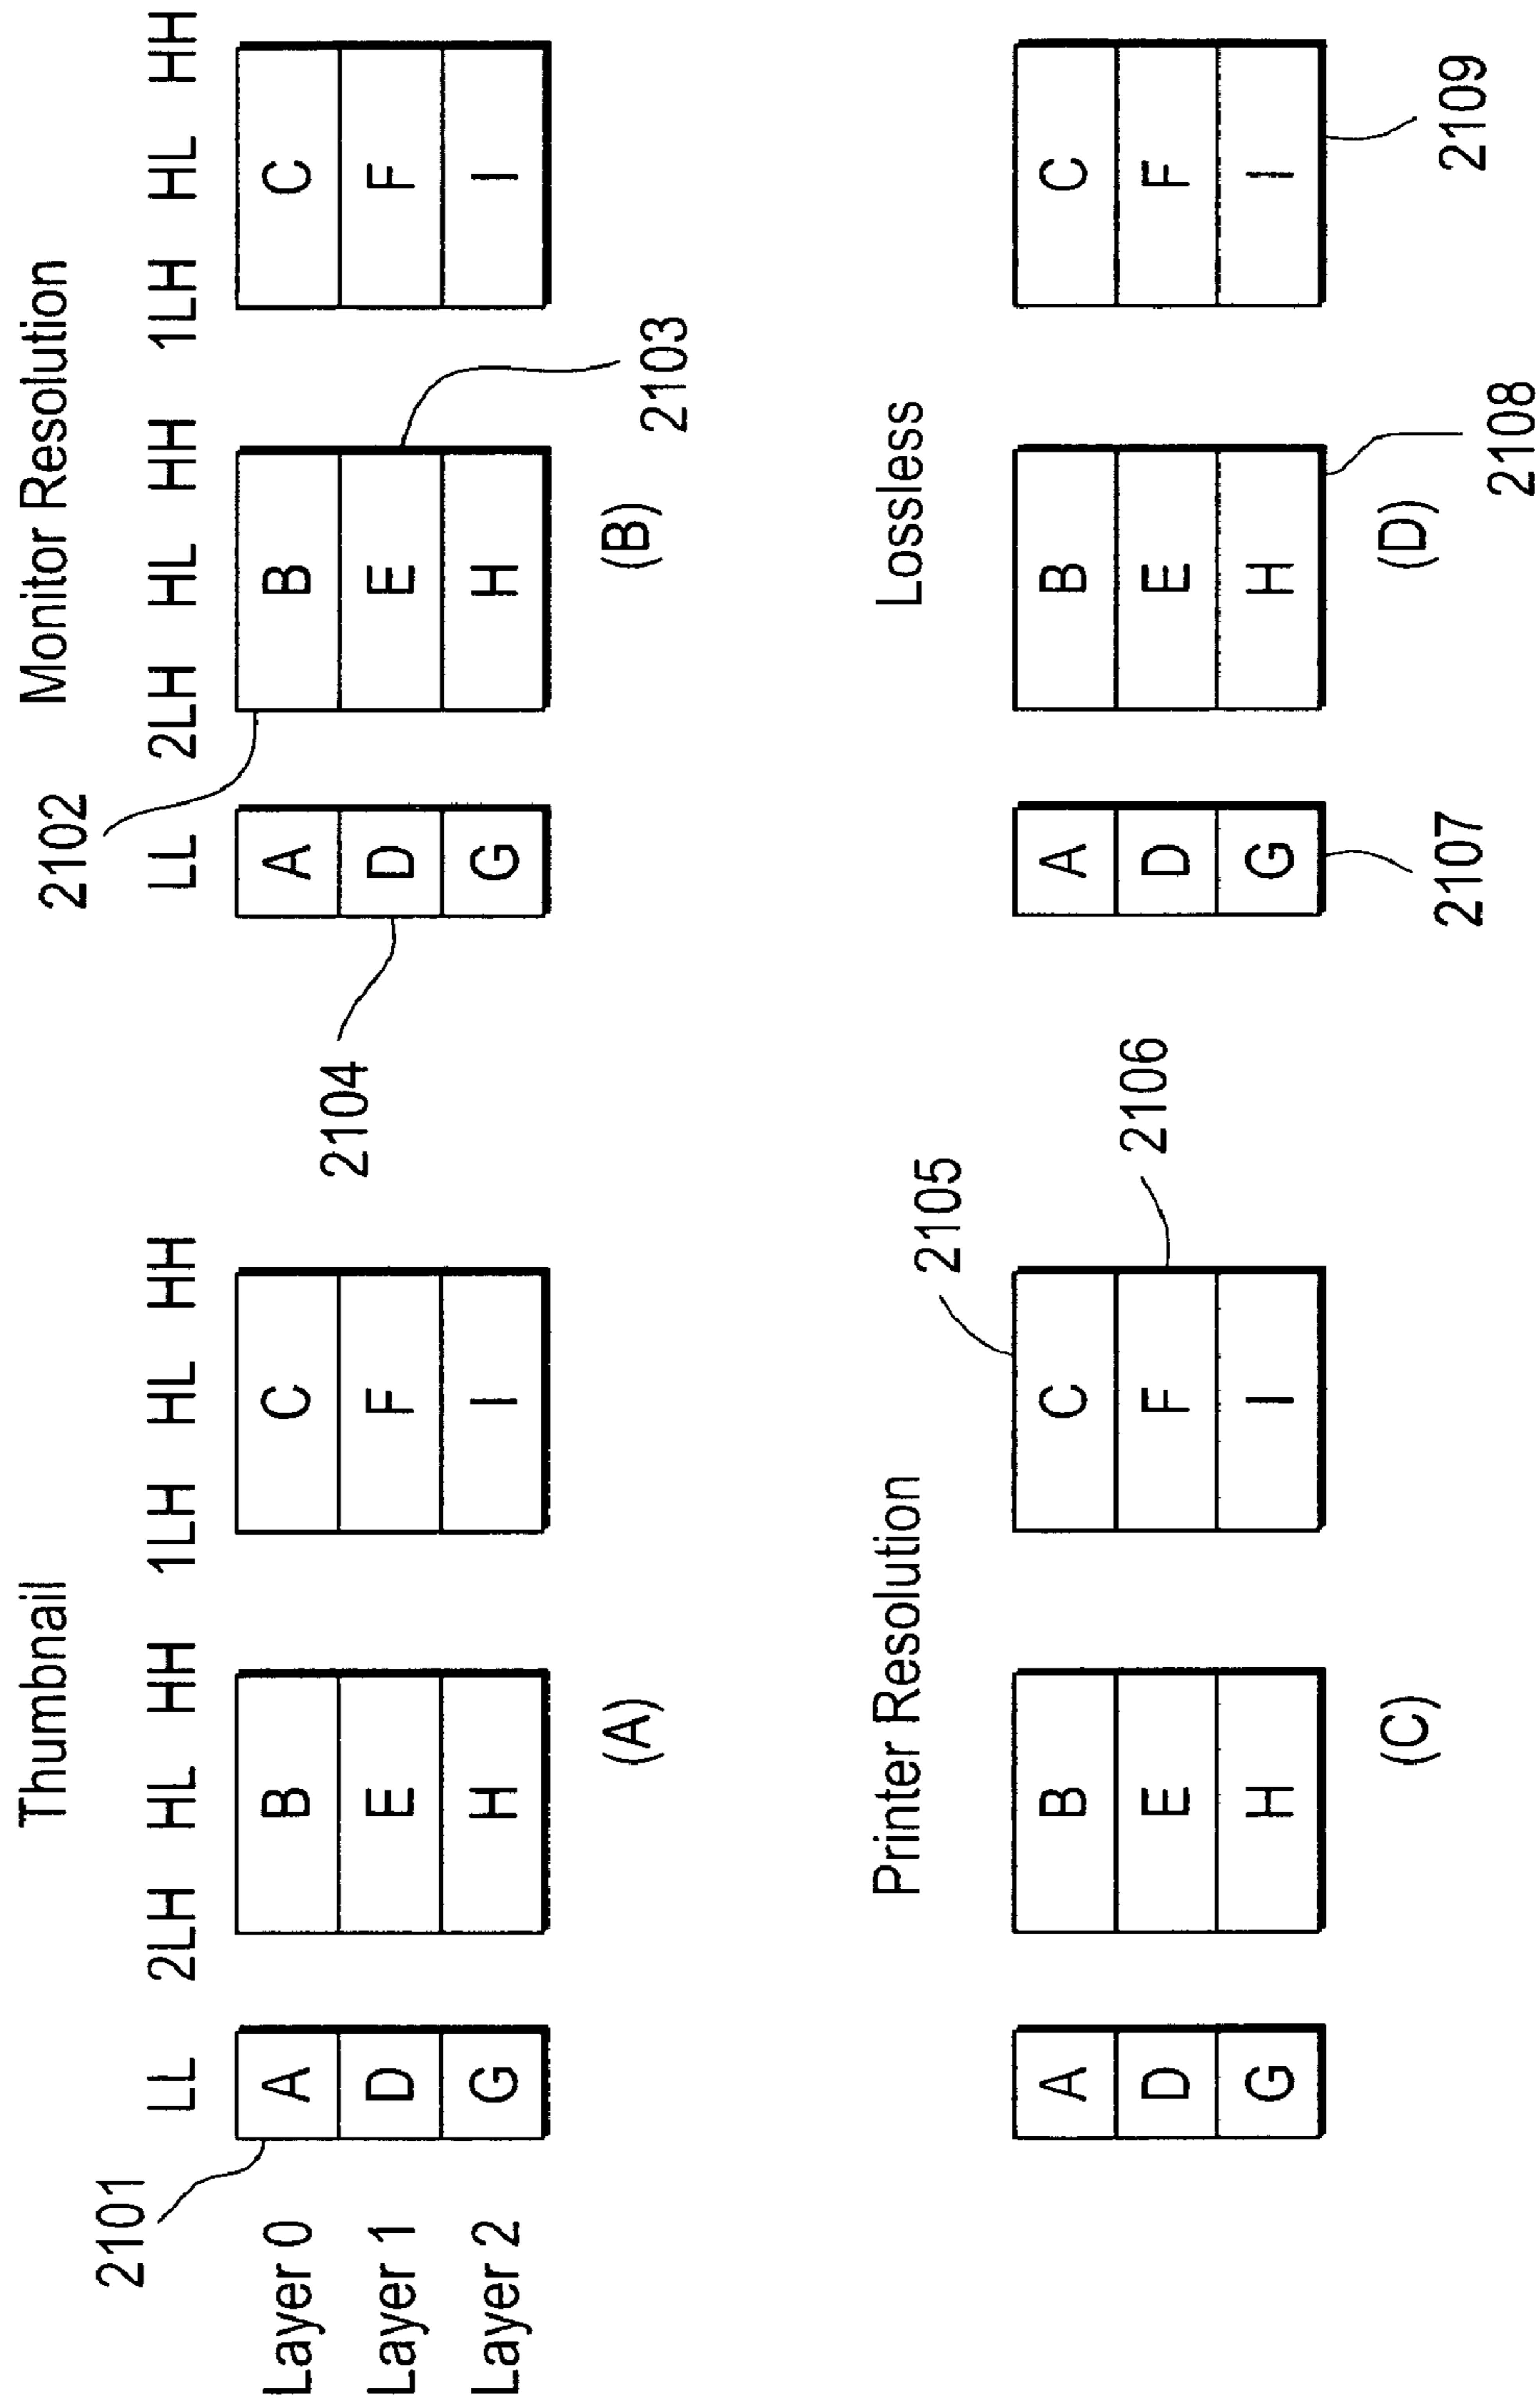 Thumbnail
Monitor Resolution
2101
LL 2LH HL HH 1LH HL HH
2102
LL 2LH HL HH 1LH HL HH
Layer 0
A B C
A B C
Layer 1
D E F
D E F
Layer 2
G H I
G H I
2104
2103
(A)
(B)
Printer Resolution
Lossless
2105
A B C
A B C
D E F
D E F
G H I
G H I
2106
(C)
(D)
2107
2108
2109